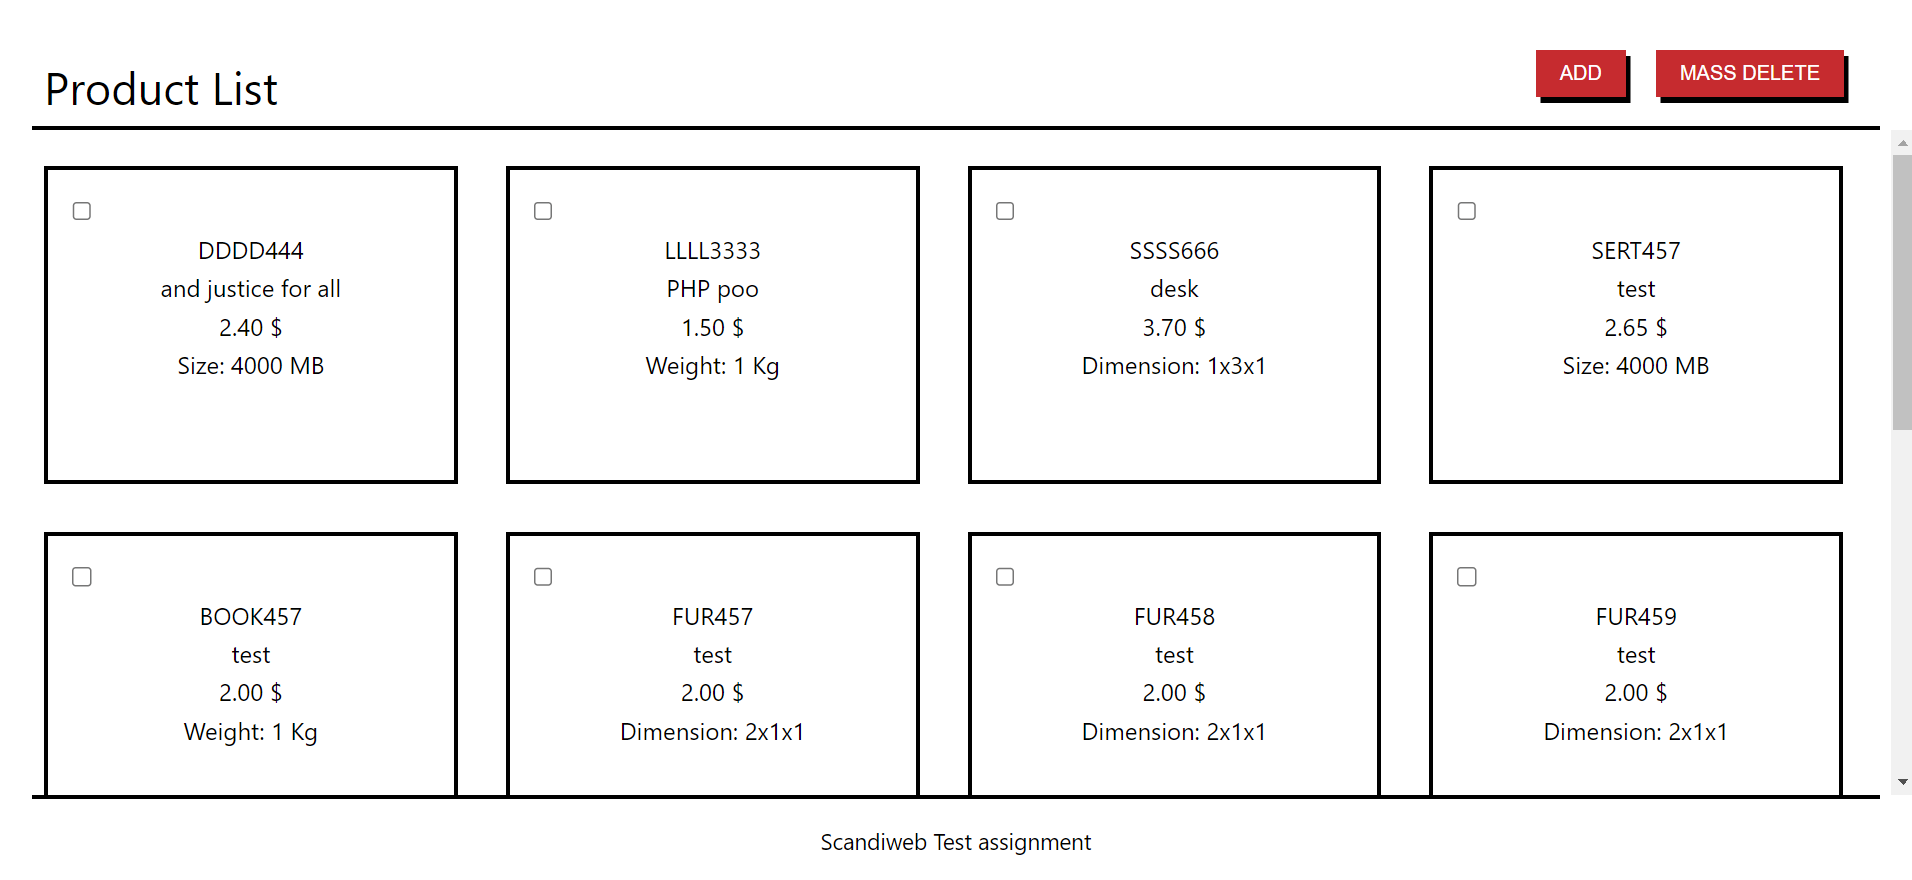 Product List
ADD
MASS DELETE
DDDD444
and justice for all
2.40 $
Size: 4000 MB
LLLL3333
PHP poo
1.50 $
Weight: 1 Kg
SSSS666
desk
3.70 $
Dimension: 1x3x1
SERT457
test
2.65 $
Size: 4000 MB
BOOK457
test
2.00 $
Weight: 1 Kg
FUR457
test
2.00 $
Dimension: 2x1x1
FUR458
test
2.00 $
Dimension: 2x1x1
FUR459
test
2.00 $
Dimension: 2x1x1
Scandiweb Test assignment